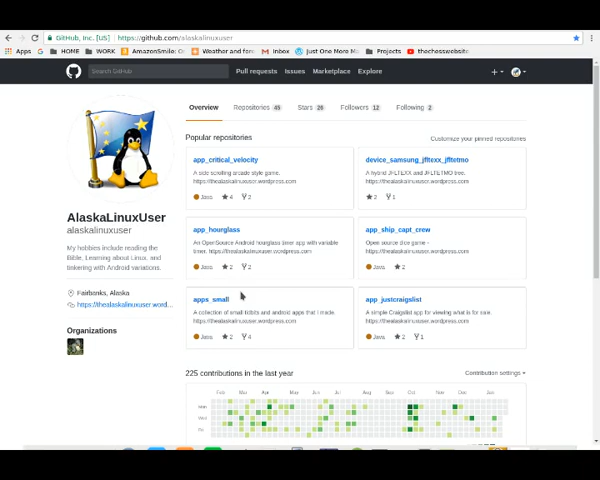 GitHub, Inc. [US] https://github.com/alaskalinuxuser
Apps HOME WORK AmazonSmile: Weather and fore Inbox Just One More M Projects thechesswebsite
Search GitHub Pull requests Issues Marketplace Explore
Overview Repositories 45 Stars 26 Followers 12 Following 2
Popular repositories Customize your pinned repositories
app_critical_velocity
A side scrolling arcade style game.
https://thealaskalinuxuser.wordpress.com
Java 4 2
device_samsung_jfltexx_jfltetmo
A hybrid JFLTEXX and JFLTETMO tree.
https://thealaskalinuxuser.wordpress.com
2 1
app_hourglass
An OpenSource Android hourglass timer app with variable
timer. https://thealaskalinuxuser.wordpress.com
Java 2 2
app_ship_capt_crew
Open source dice game -
https://thealaskalinuxuser.wordpress.com
Java 2
apps_small
A collection of small tidbits and android apps that I made.
https://thealaskalinuxuser.wordpress.com
Java 2 4
app_justcraigslist
A simple Craigslist app for viewing what is for sale.
https://thealaskalinuxuser.wordpress.com
Java 2 1
AlaskaLinuxUser
alaskalinuxuser
My hobbies include reading the
Bible, Learning about Linux, and
tinkering with Android variations.
Fairbanks, Alaska
https://thealaskalinuxuser.word...
Organizations
225 contributions in the last year Contribution settings
Feb Mar Apr May Jun Jul Aug Sep Oct Nov Dec Jan
Mon
Wed
Fri